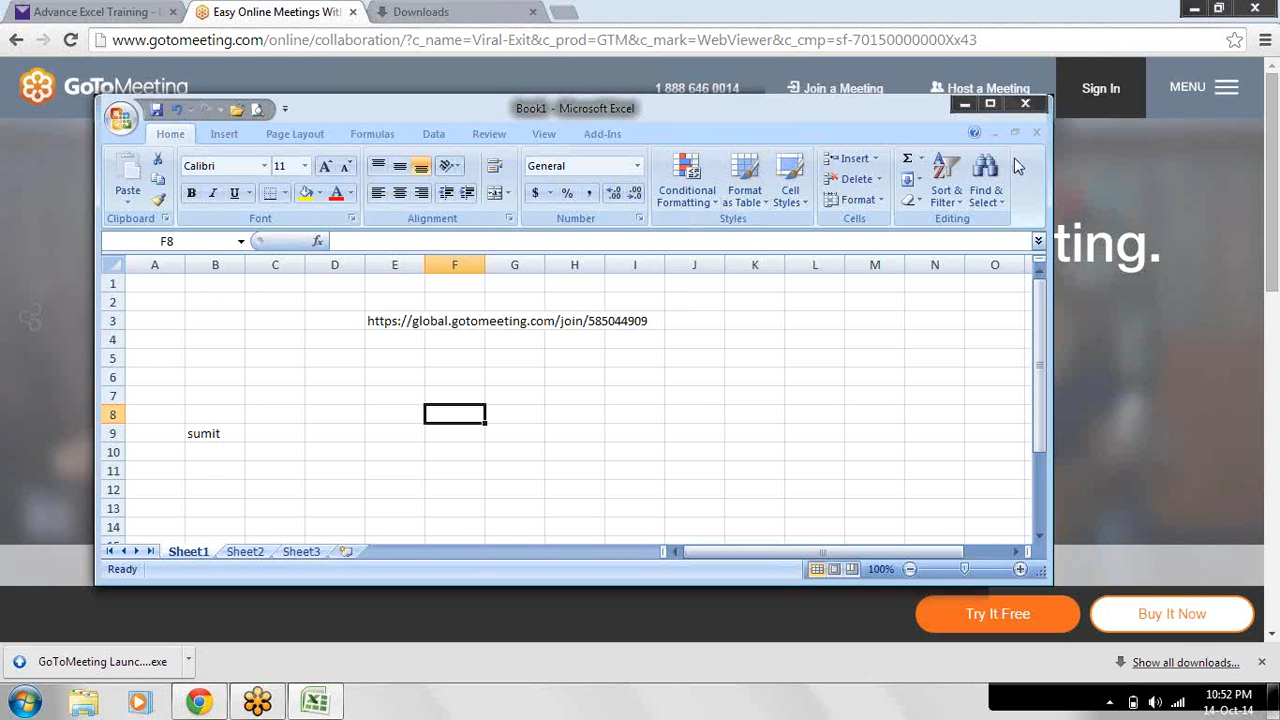 Advance Excel Training -
Easy Online Meetings Wit
Downloads
www.gotomeeting.com/online/collaboration/?c_name=Viral-EXIT&c_prod=GTM&c_mark=WebViewer&c_cmp=sf-70150000000Xx43
GoToMeeting
1 888 646 0014
Join a Meeting
Host a Meeting
Sign In
MENU
ting.
Book1 - Microsoft Excel
Home Insert Page Layout Formulas Data Review View Add-Ins
Paste
Clipboard
Calibri 11
B I U
Font
Alignment
General
$ % ,
Number
Conditional Formatting
Format as Table
Cell Styles
Styles
Insert
Delete
Format
Cells
Σ
Sort & Filter
Find & Select
Editing
F8 fx
A B C F G H I J K L M N O
1
2
3 https://global.gotomeeting.com/join/585044909
4
5
6
7
8
9 sumit
10
11
12
13
14
Sheet1 Sheet2 Sheet3
Ready 100%
Try It Free
Buy It Now
GoToMeeting Launc....exe
Show all downloads...
10:52 PM
14-Oct-14